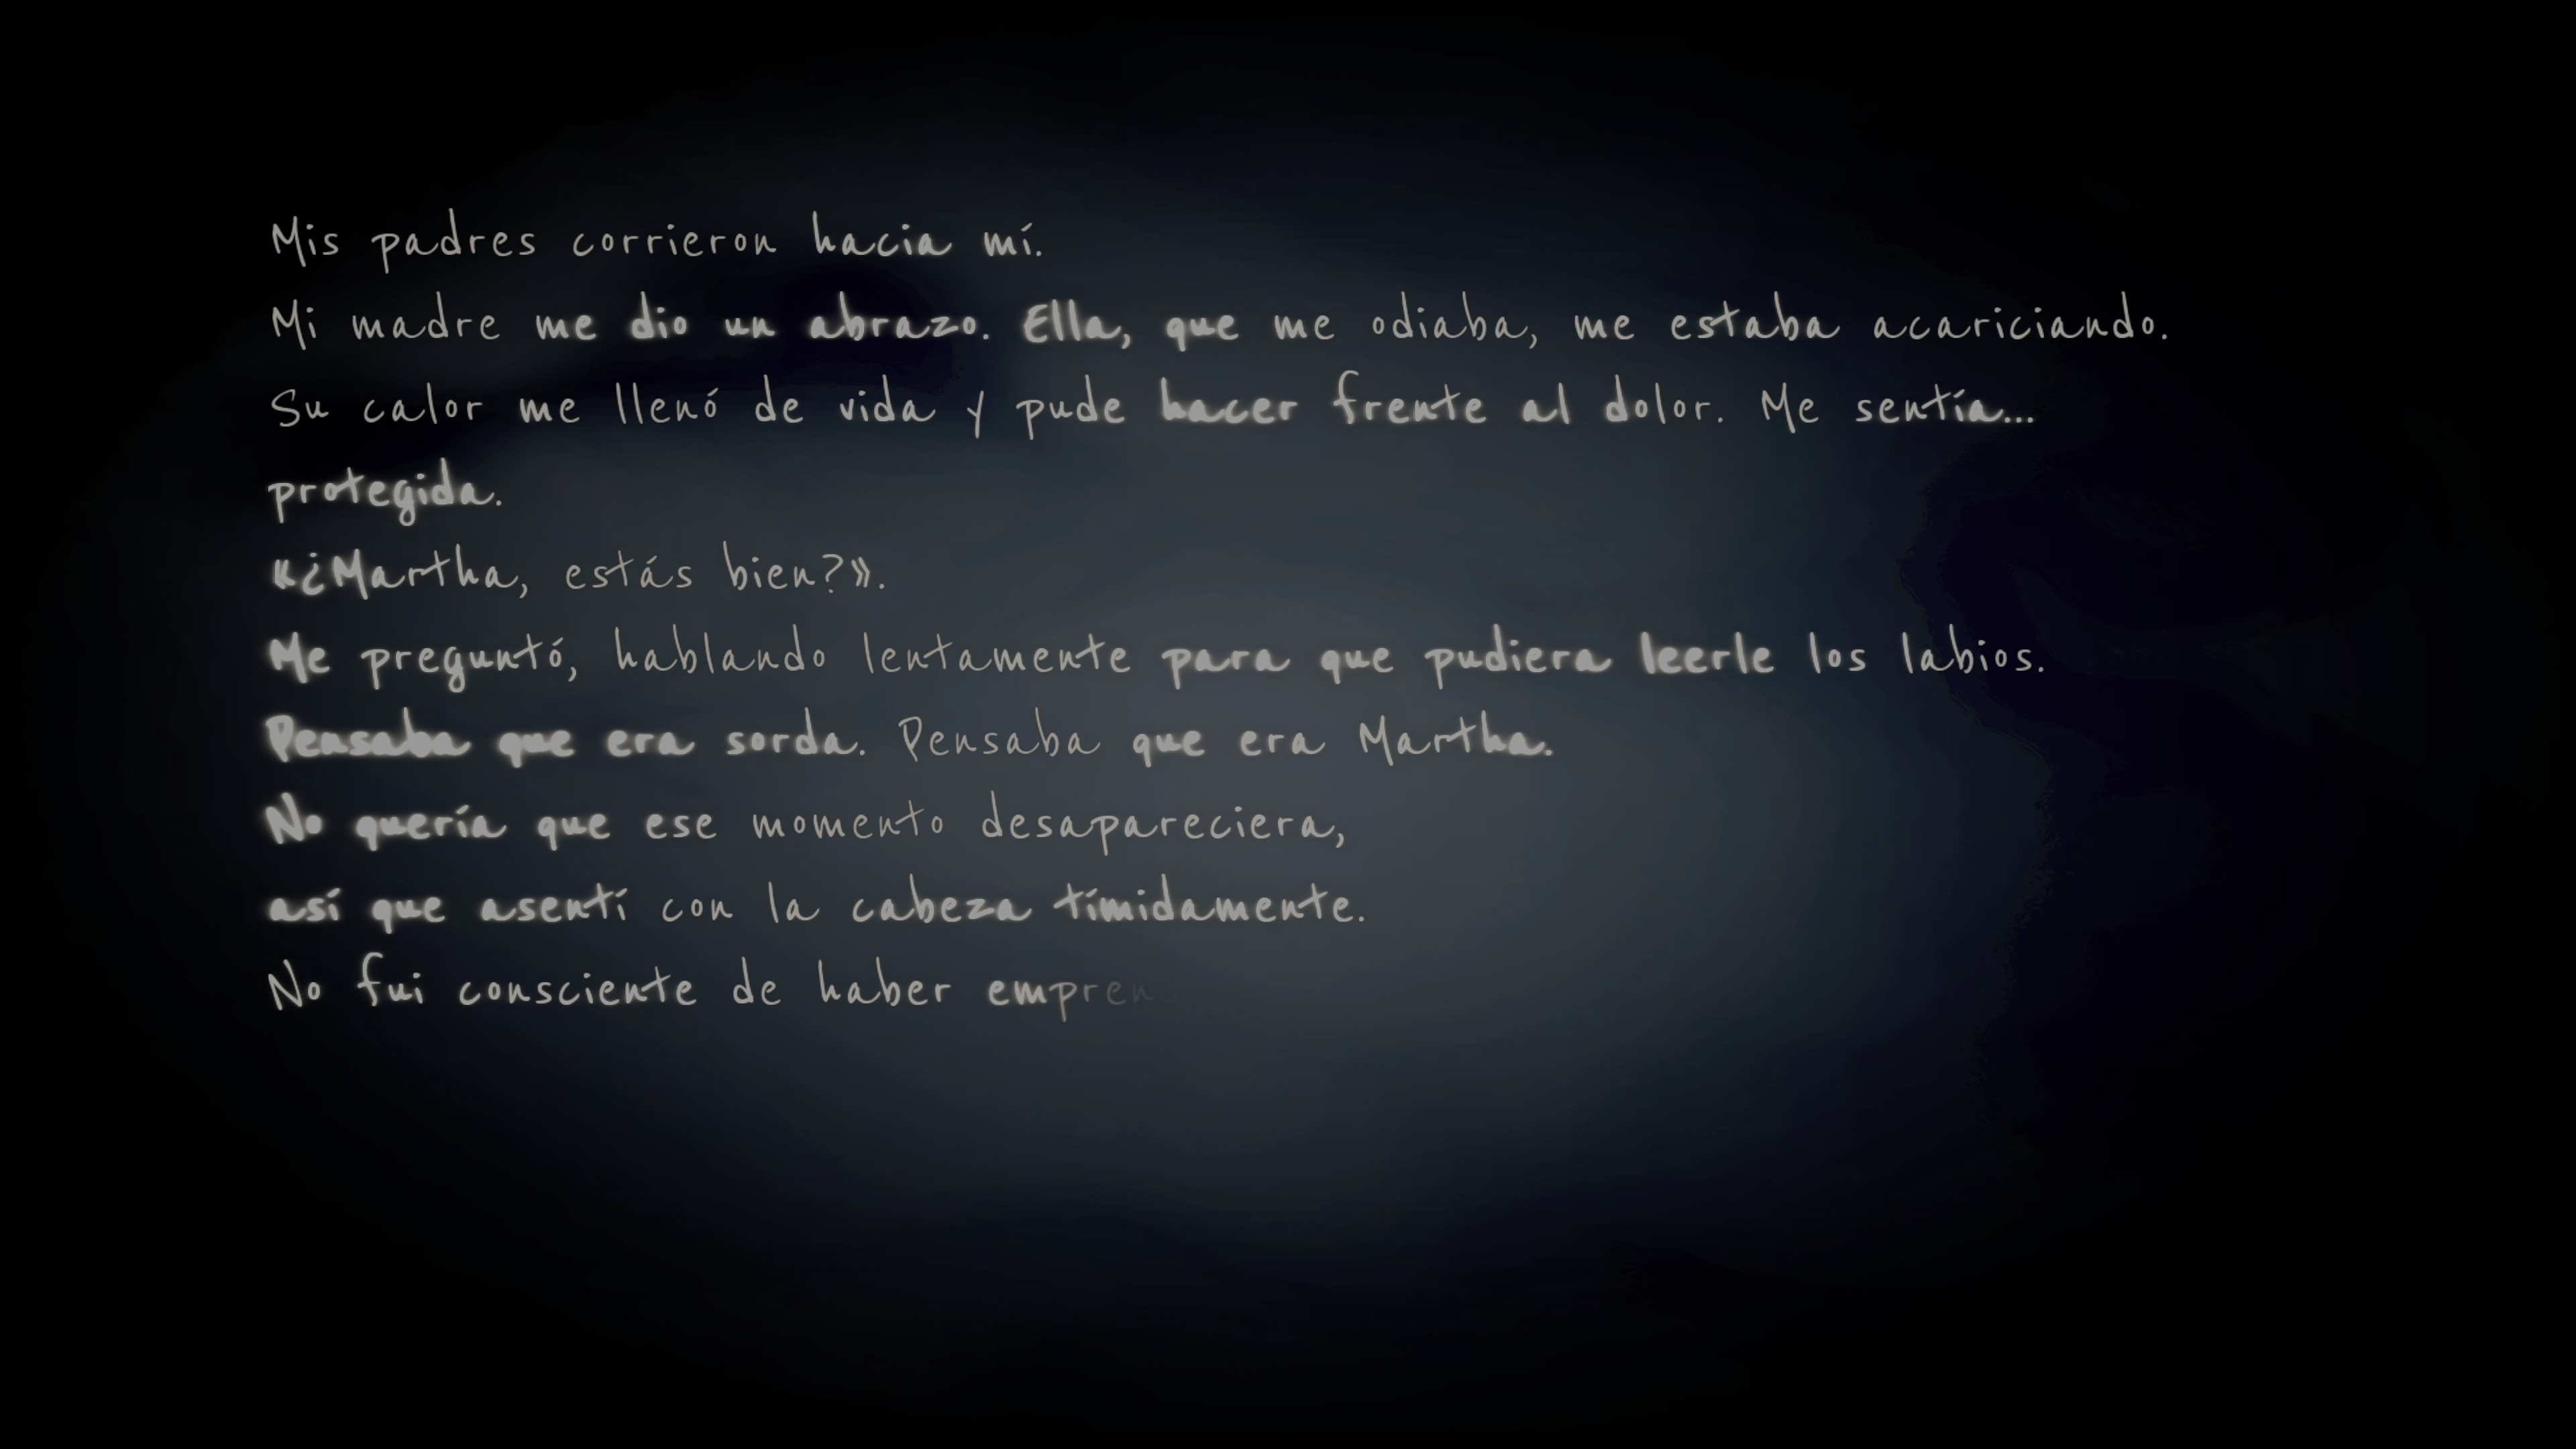 Mis padres corrieron hacia mí.
Mi madre me dio un abrazo. Ella, que me odiaba, me estaba acariciando.
Su calor me llenó de vida y pude hacer frente al dolor. Me sentía...
protegida.
«¿Martha, estás bien?».
Me preguntó, hablando lentamente para que pudiera leerle los labios.
Pensaba que era sorda. Pensaba que era Martha.
No quería que ese momento desapareciera,
así que asentí con la cabeza tímidamente.
No fui consciente de haber